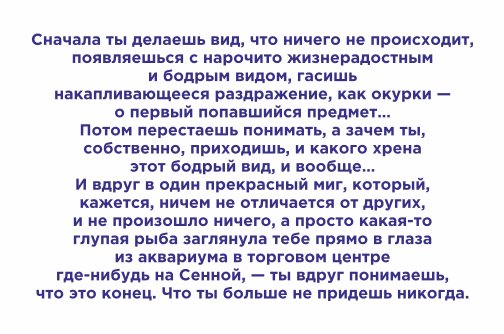 Сначала ты делаешь вид, что ничего не происходит,
появляешься с нарочито жизнерадостным
и бодрым видом, гасишь
накапливающееся раздражение, как окурки —
о первый попавшийся предмет...
Потом перестаешь понимать, а зачем ты,
собственно, приходишь, и какого хрена
этот бодрый вид, и вообще...
И вдруг в один прекрасный миг, который,
кажется, ничем не отличается от других,
и не произошло ничего, а просто какая-то
глупая рыба заглянула тебе прямо в глаза
из аквариума в торговом центре
где-нибудь на Сенной, — ты вдруг понимаешь,
что это конец. Что ты больше не придешь никогда.